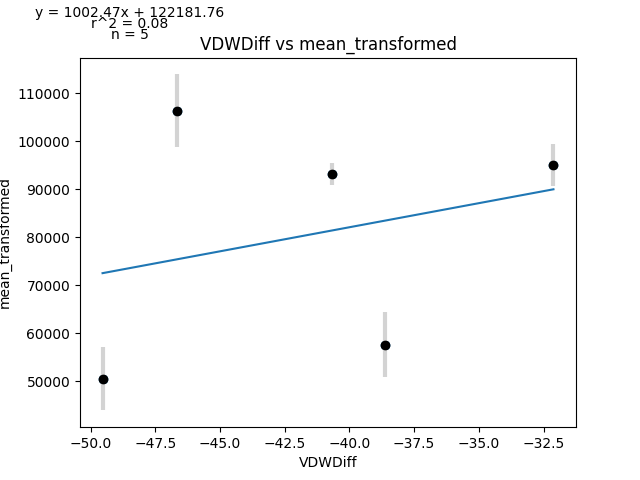 y = 1002.47x + 122181.76
r^2 = 0.08
n = 5
VDWDiff vs mean_transformed
110000
100000
90000
80000
70000
60000
50000
mean_transformed
−50.0 −47.5 −45.0 −42.5 −40.0 −37.5 −35.0 −32.5
VDWDiff